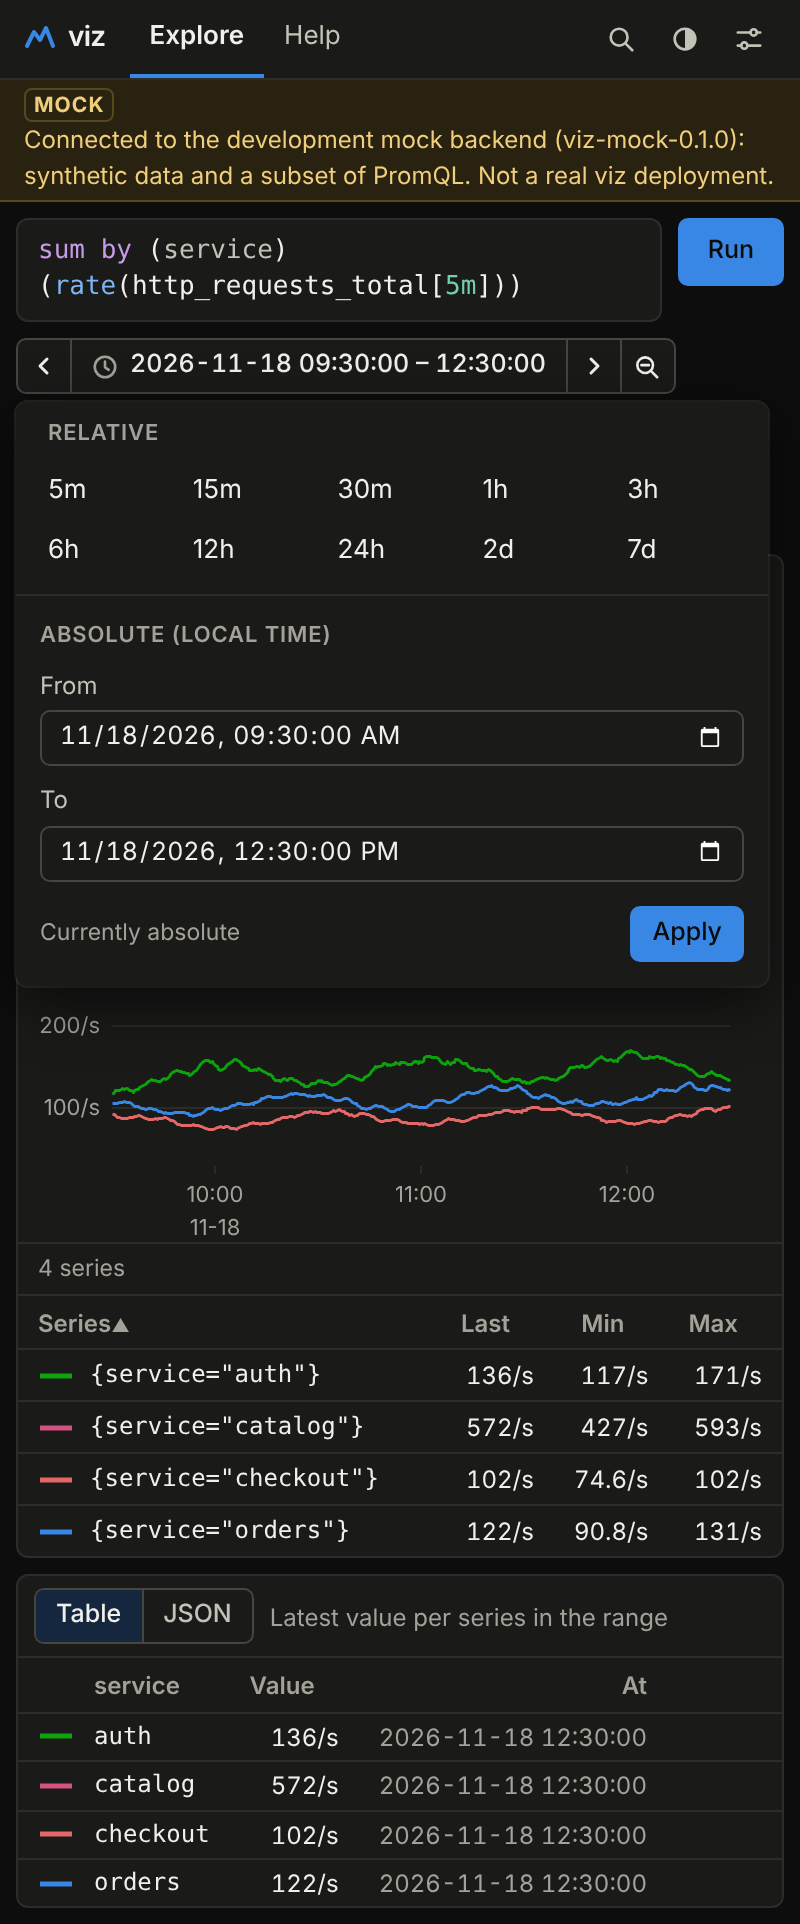 viz Explore Help
MOCK
Connected to the development mock backend (viz-mock-0.1.0):
synthetic data and a subset of PromQL. Not a real viz deployment.
sum by (service)
(rate(http_requests_total[5m]))
Run
2026-11-18 09:30:00 – 12:30:00
RELATIVE
5m 15m 30m 1h 3h
6h 12h 24h 2d 7d
ABSOLUTE (LOCAL TIME)
From
11/18/2026, 09:30:00 AM
To
11/18/2026, 12:30:00 PM
Currently absolute
Apply
200/s
100/s
10:00 11:00 12:00
11-18
4 series
Series▲ Last Min Max
{service="auth"} 136/s 117/s 171/s
{service="catalog"} 572/s 427/s 593/s
{service="checkout"} 102/s 74.6/s 102/s
{service="orders"} 122/s 90.8/s 131/s
Table JSON Latest value per series in the range
service Value At
auth 136/s 2026-11-18 12:30:00
catalog 572/s 2026-11-18 12:30:00
checkout 102/s 2026-11-18 12:30:00
orders 122/s 2026-11-18 12:30:00